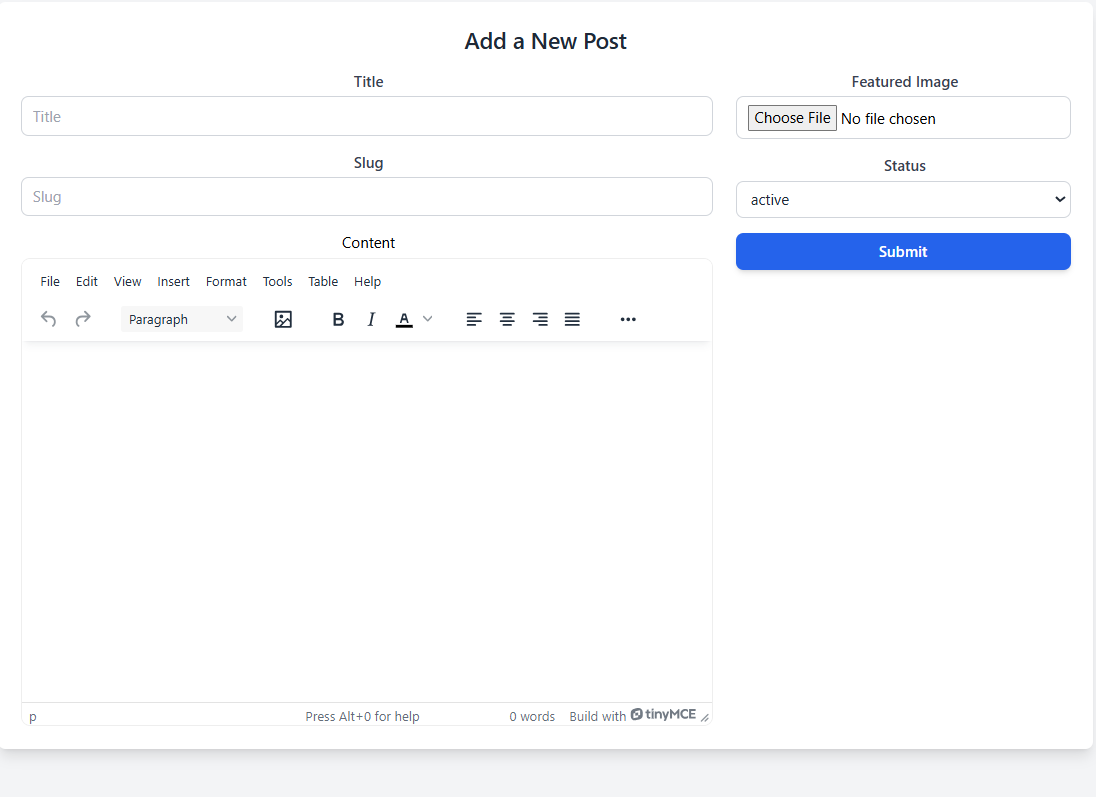 Add a New Post
Title
Title
Slug
Slug
Content
File Edit View Insert Format Tools Table Help
Paragraph B I A
p Press Alt+0 for help 0 words Build with tinyMCE
Featured Image
Choose File No file chosen
Status
active
Submit